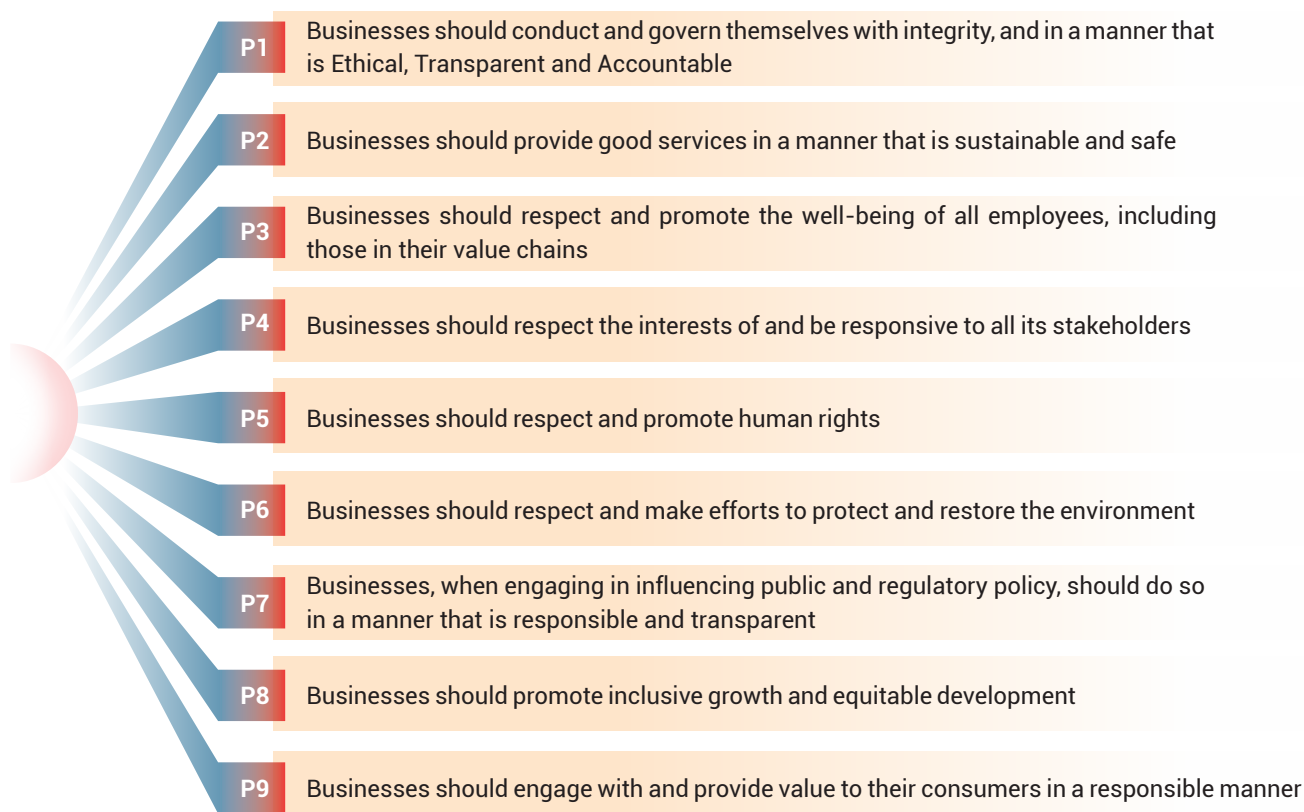 P1
Businesses should conduct and govern themselves with integrity, and in a manner that
is Ethical, Transparent and Accountable
P2
Businesses should provide good services in a manner that is sustainable and safe
P3
Businesses should respect and promote the well-being of all employees, including
those in their value chains
P4
Businesses should respect the interests of and be responsive to all its stakeholders
P5
Businesses should respect and promote human rights
P6
Businesses should respect and make efforts to protect and restore the environment
P7
Businesses, when engaging in influencing public and regulatory policy, should do so
in a manner that is responsible and transparent
P8
Businesses should promote inclusive growth and equitable development
P9
Businesses should engage with and provide value to their consumers in a responsible manner